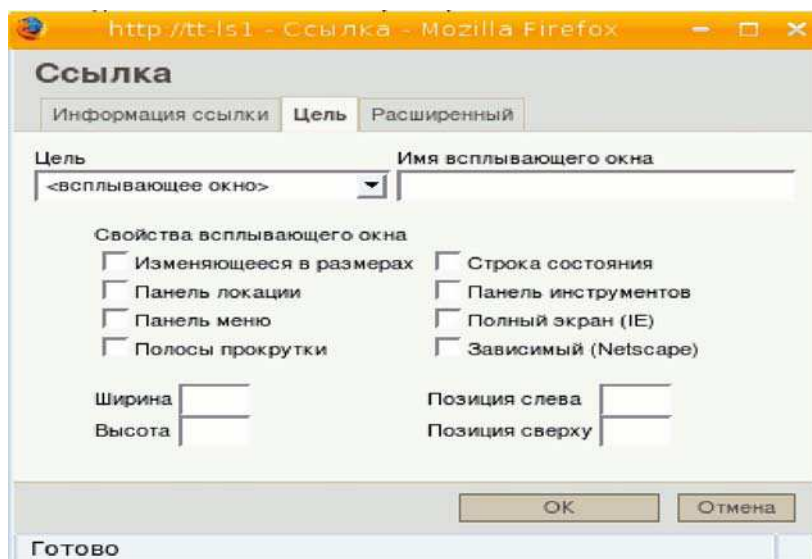 http://tt-ls1 - Ссылка - Mozilla Firefox
Ссылка
Информация ссылки Цель Расширенный
Цель Имя всплывающего окна
<всплывающее окно>
Свойства всплывающего окна
Изменяющееся в размерах Строка состояния
Панель локации Панель инструментов
Панель меню Полный экран (IE)
Полосы прокрутки Зависимый (Netscape)
Ширина Позиция слева
Высота Позиция сверху
OK Отмена
Готово